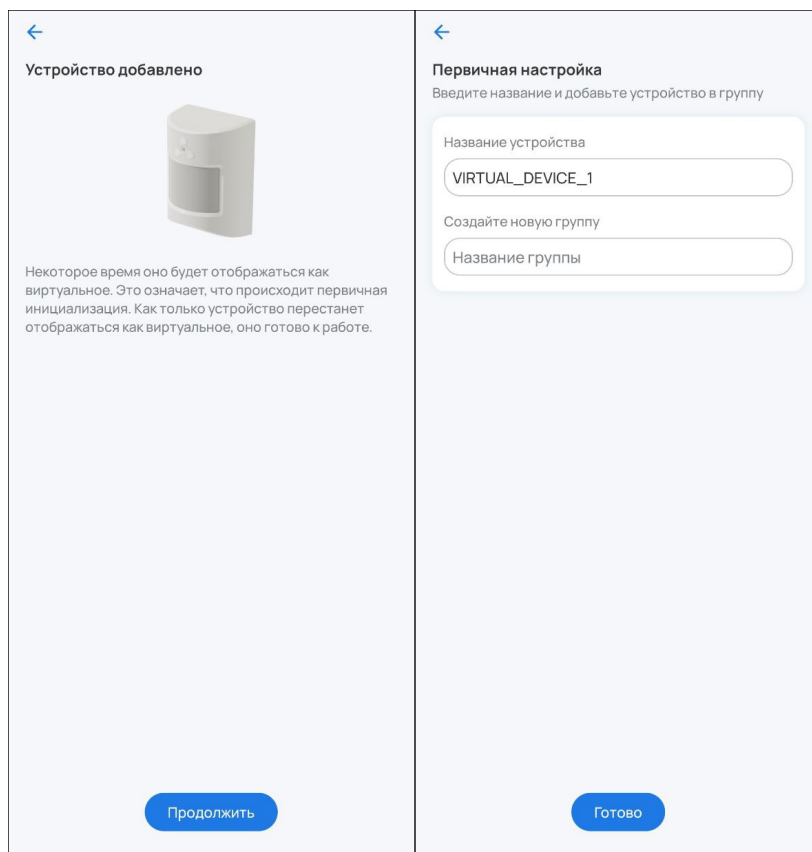 Устройство добавлено
Некоторое время оно будет отображаться как
виртуальное. Это означает, что происходит первичная
инициализация. Как только устройство перестанет
отображаться как виртуальное, оно готово к работе.
Продолжить
Первичная настройка
Введите название и добавьте устройство в группу
Название устройства
VIRTUAL_DEVICE_1
Создайте новую группу
Название группы
Готово